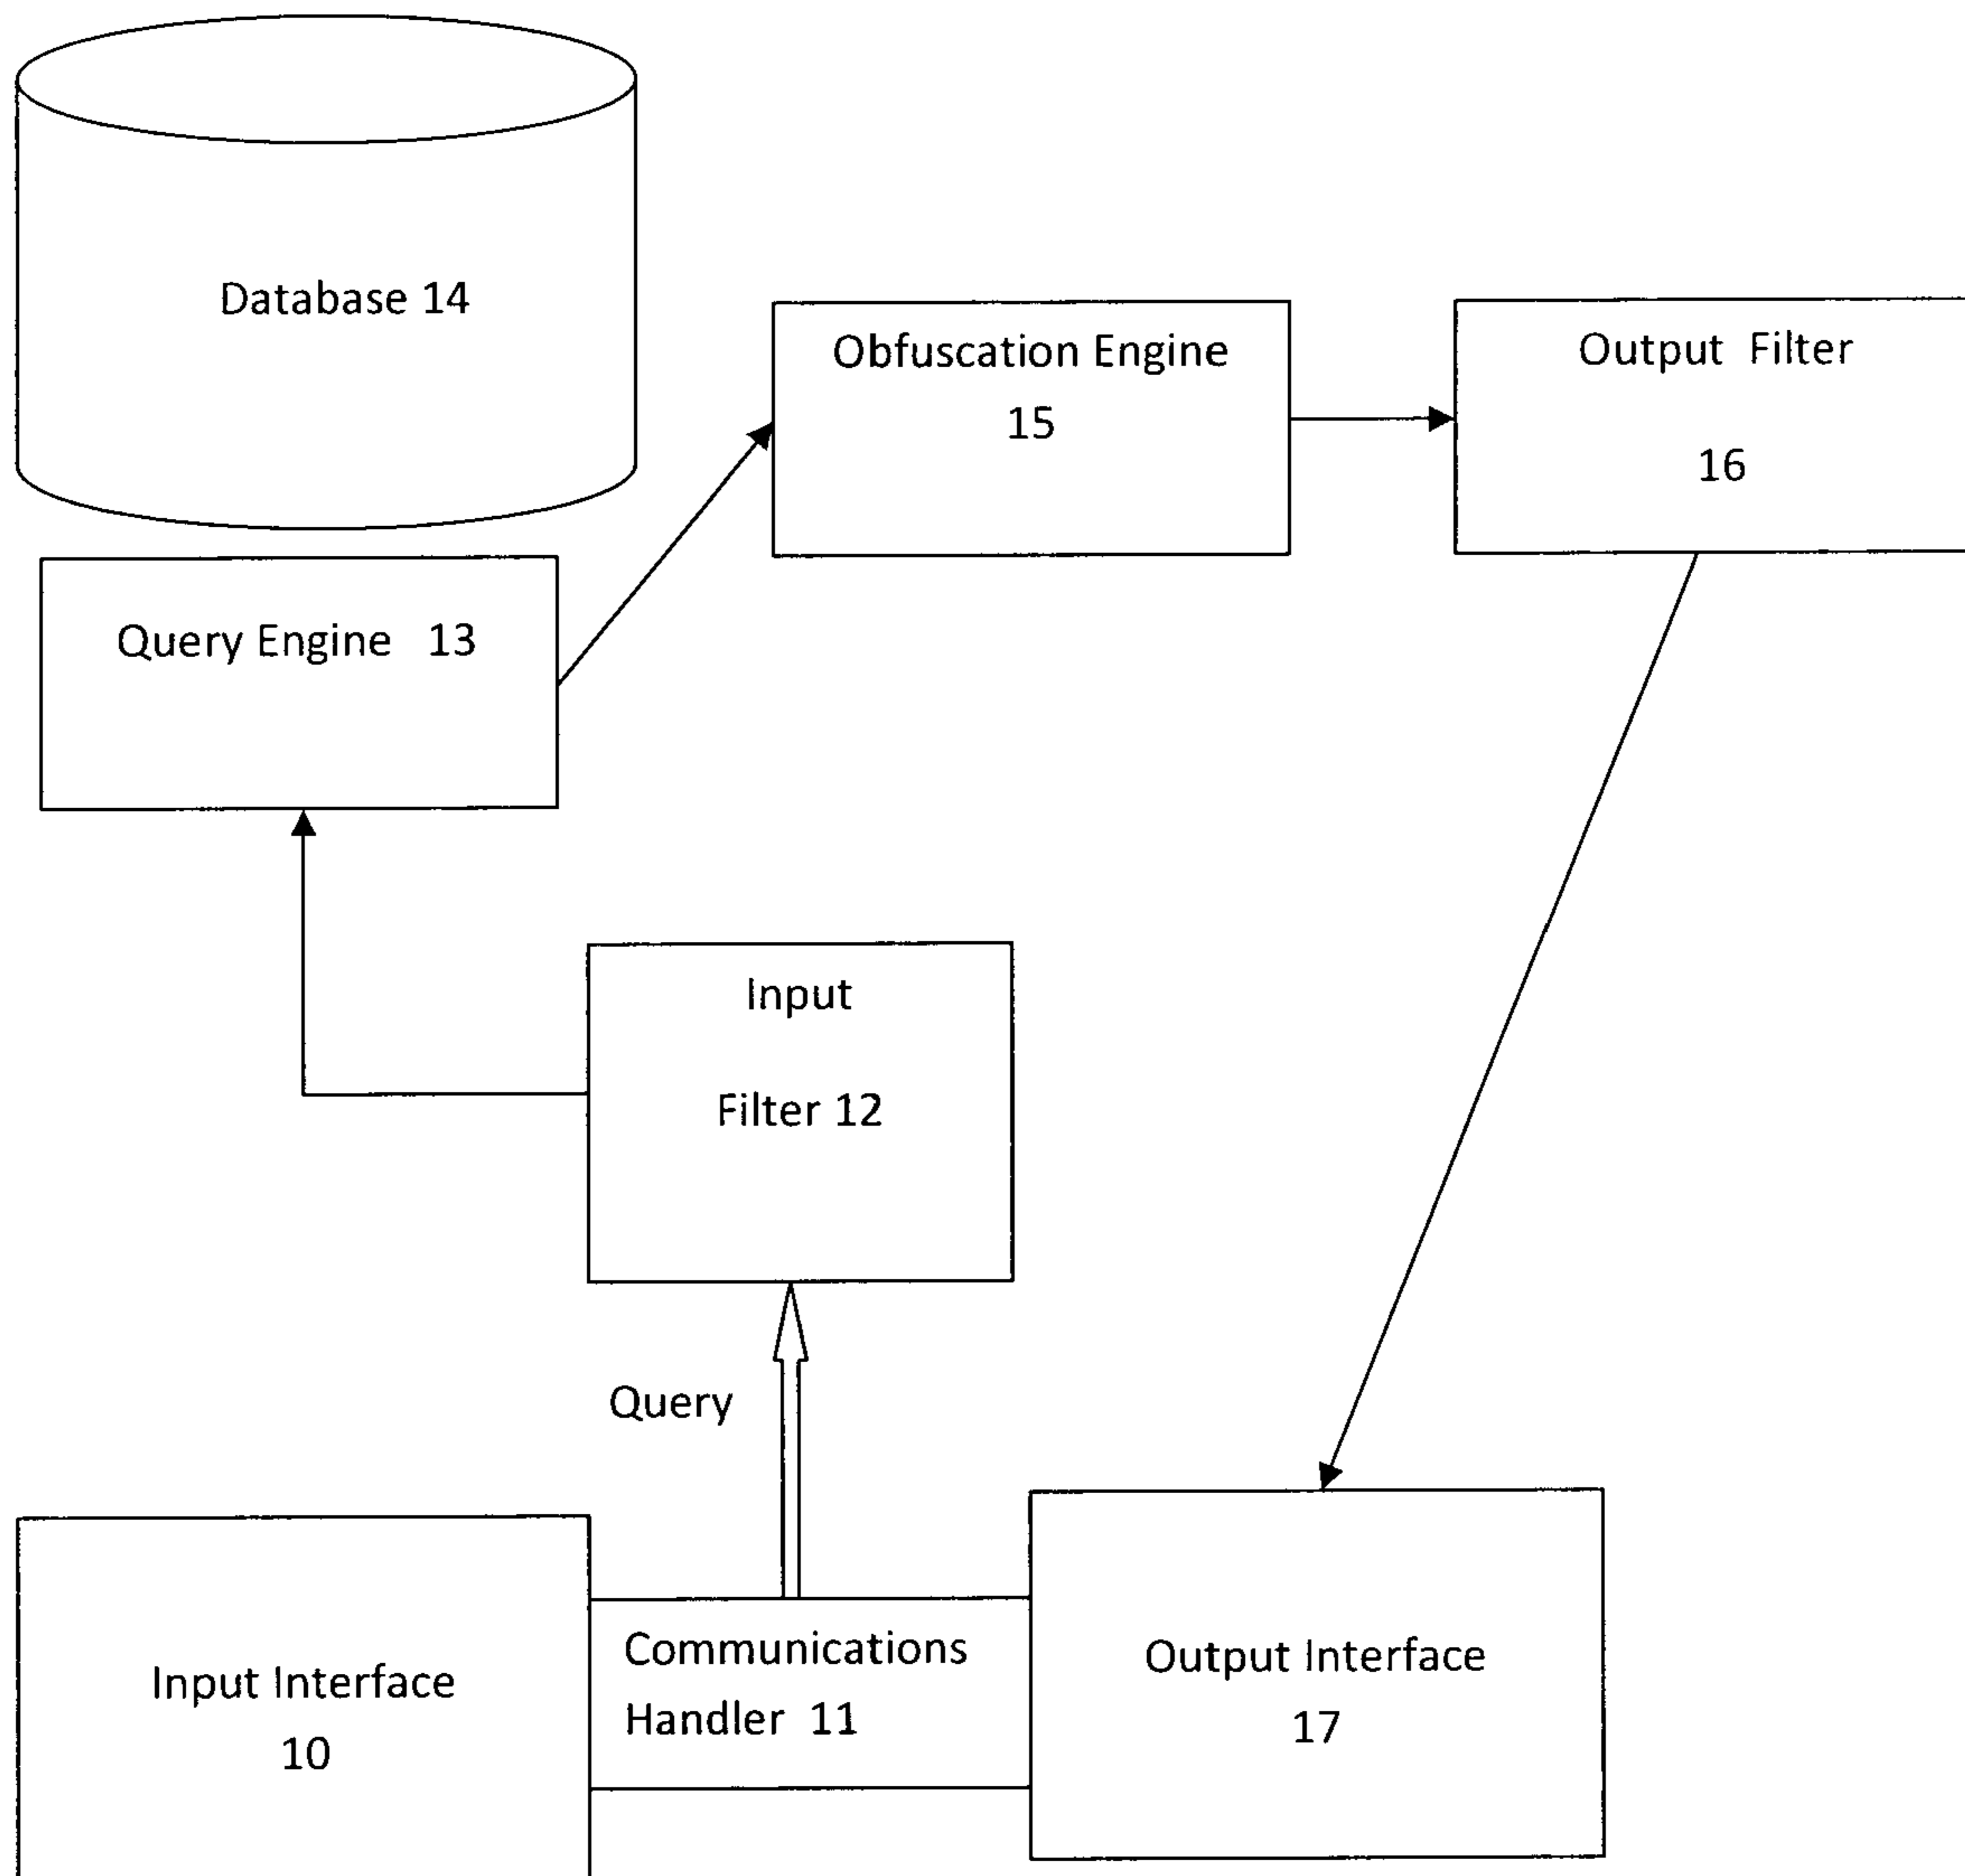 Database 14
Obfuscation Engine
15
Output Filter
16
Query Engine 13
Input
Filter 12
Query
Communications
Handler 11
Input Interface
10
Output Interface
17